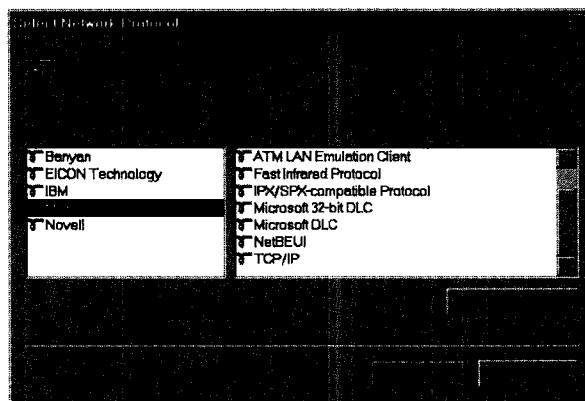 Select Network Protocol
Banyan
EICON Technology
IBM
Novell
ATM LAN Emulation Client
Fast Infrared Protocol
IPX/SPX-compatible Protocol
Microsoft 32-bit DLC
Microsoft DLC
NetBEUI
TCP/IP